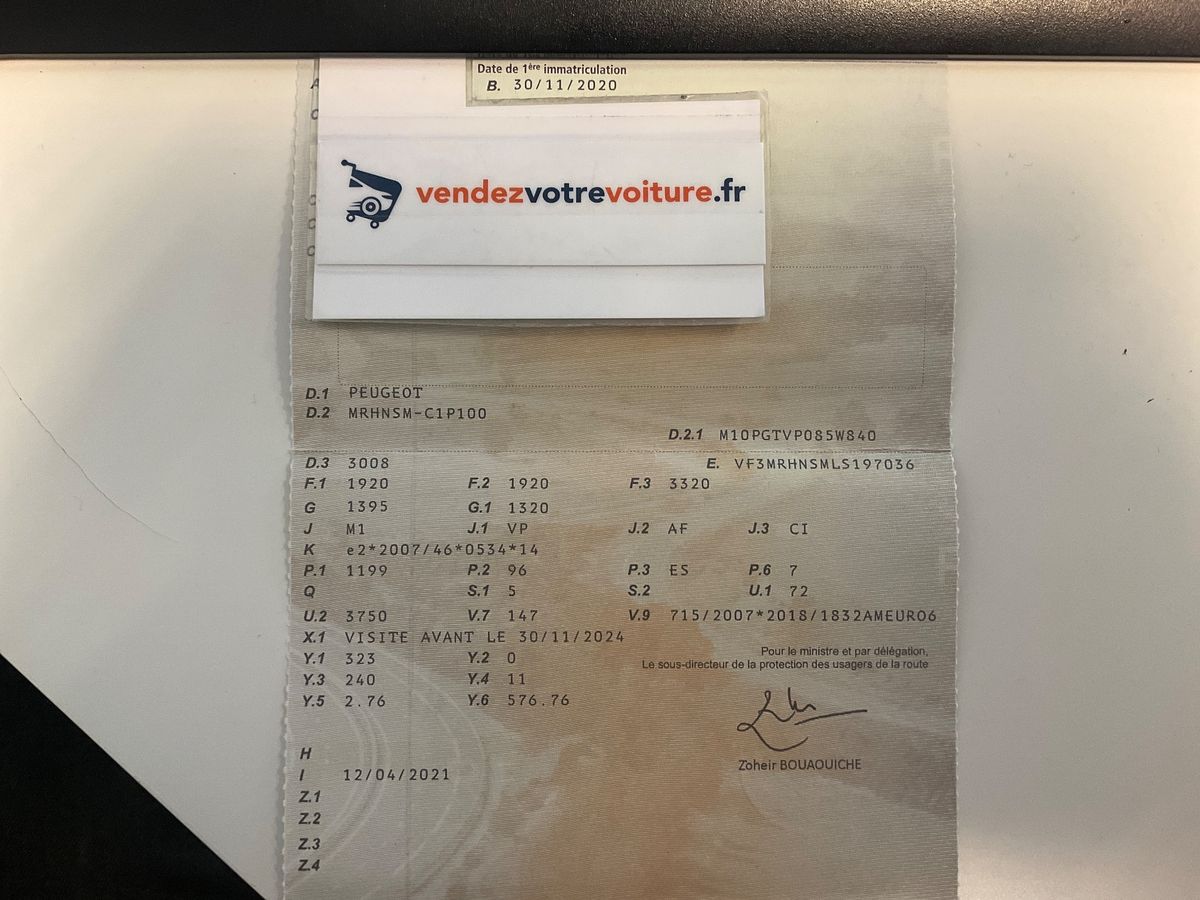 Date de 1ère immatriculation
B. 30/11/2020
vendezvotrevoiture.fr
D.1 PEUGEOT
D.2 MRHNSM-C1P100
D.2.1 M10PGTVP085W840
D.3 3008 E. VF3MRHNSMLS197036
F.1 1920 F.2 1920 F.3 3320
G 1395 G.1 1320
J M1 J.1 VP J.2 AF J.3 CI
K e2*2007/46*0534*14
P.1 1199 P.2 96 P.3 ES P.6 7
Q S.1 5 S.2 U.1 72
U.2 3750 V.7 147 V.9 715/2007*2018/1832AMEURO6
X.1 VISITE AVANT LE 30/11/2024
Pour le ministre et par délégation,
Le sous-directeur de la protection des usagers de la route
Y.1 323 Y.2 0
Y.3 240 Y.4 11
Y.5 2.76 Y.6 576.76
H
Zoheir BOUAOUICHE
I 12/04/2021
Z.1
Z.2
Z.3
Z.4